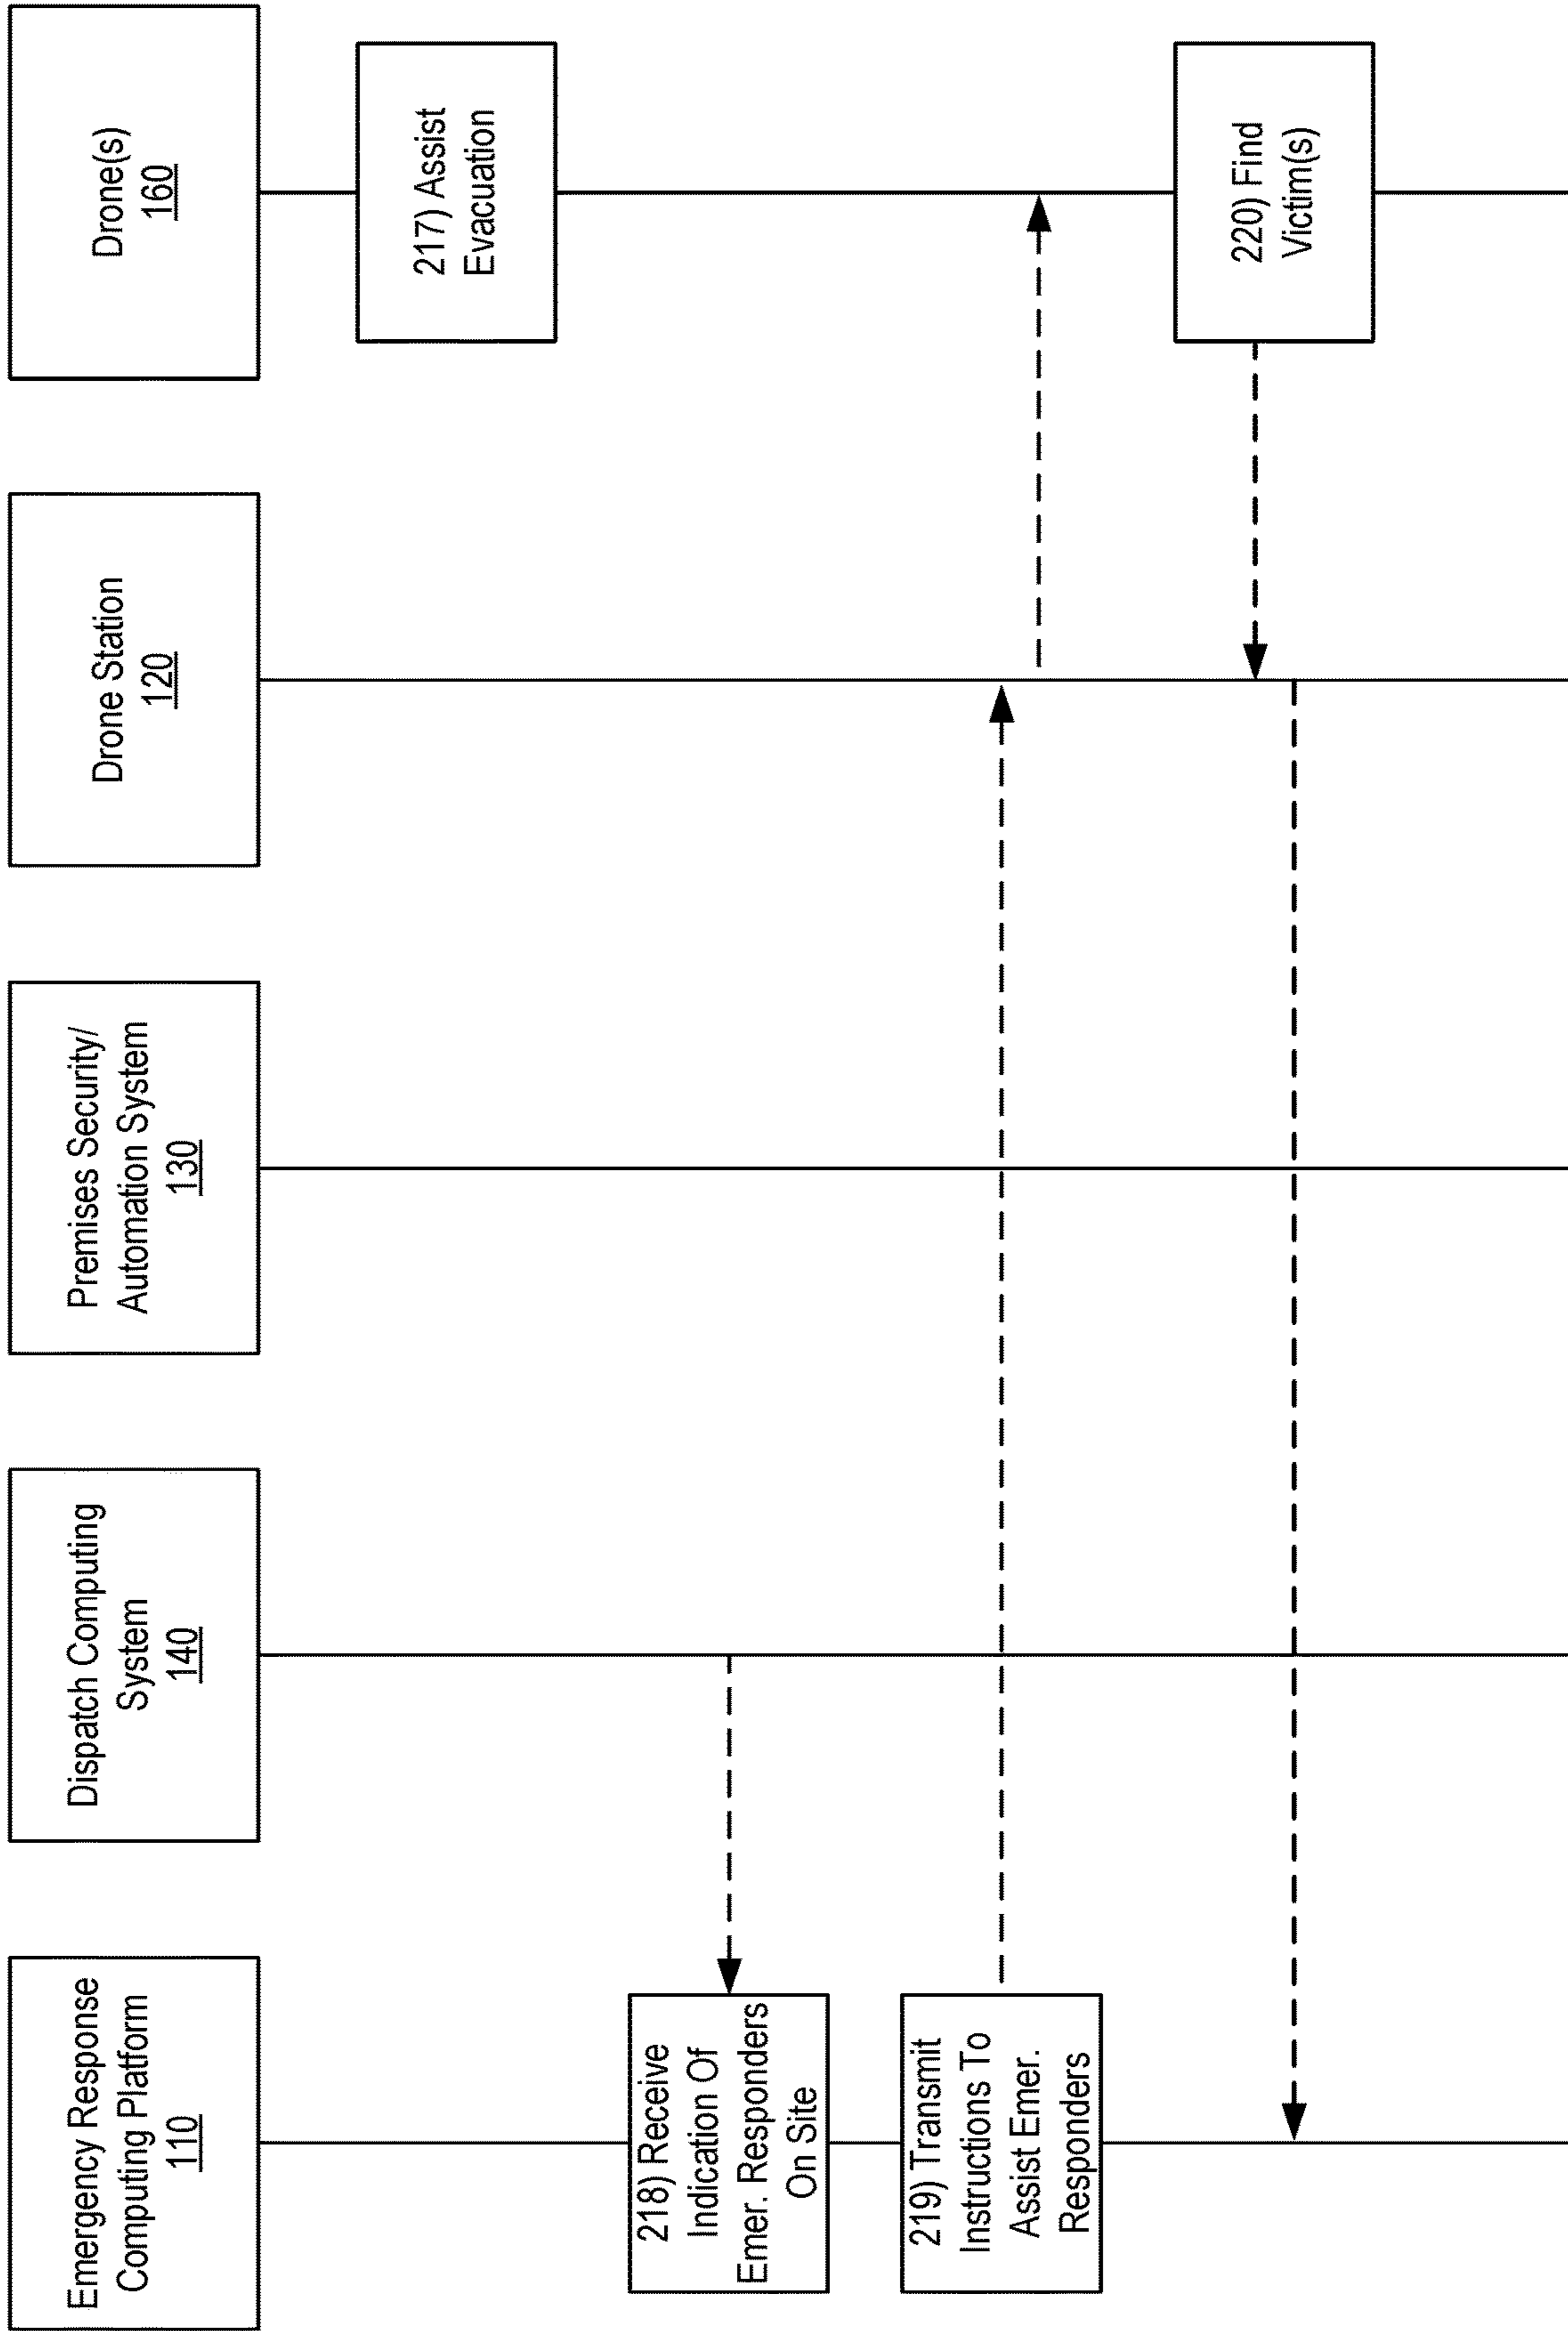 Emergency Response
Computing Platform
110
Dispatch Computing
System
140
Premises Security/
Automation System
130
Drone Station
120
Drone(s)
160
217) Assist
Evacuation
218) Receive
Indication Of
Emer. Responders
On Site
219) Transmit
Instructions To
Assist Emer.
Responders
220) Find
Victim(s)